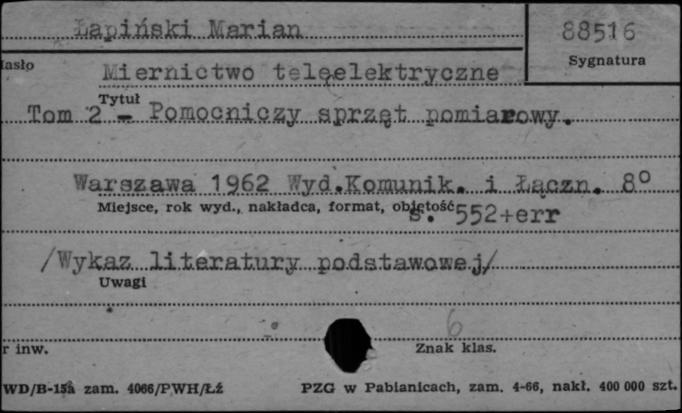 Łapiński Marian
88516
Hasło
Sygnatura
Miernictwo teleelektryczne
Tytuł
Tom 2 - Pomocniczy sprzęt pomiarowy.
Warszawa 1962 Wyd.Komunik. i Łączn. 8°
Miejsce, rok wyd., nakładca, format, objętość
s. 552+err
/Wykaz literatury podstawowej/
Uwagi
6
r inw.
Znak klas.
WD/B-15a zam. 4066/PWH/Łź
PZG w Pabianicach, zam. 4-66, nakł. 400 000 szt.